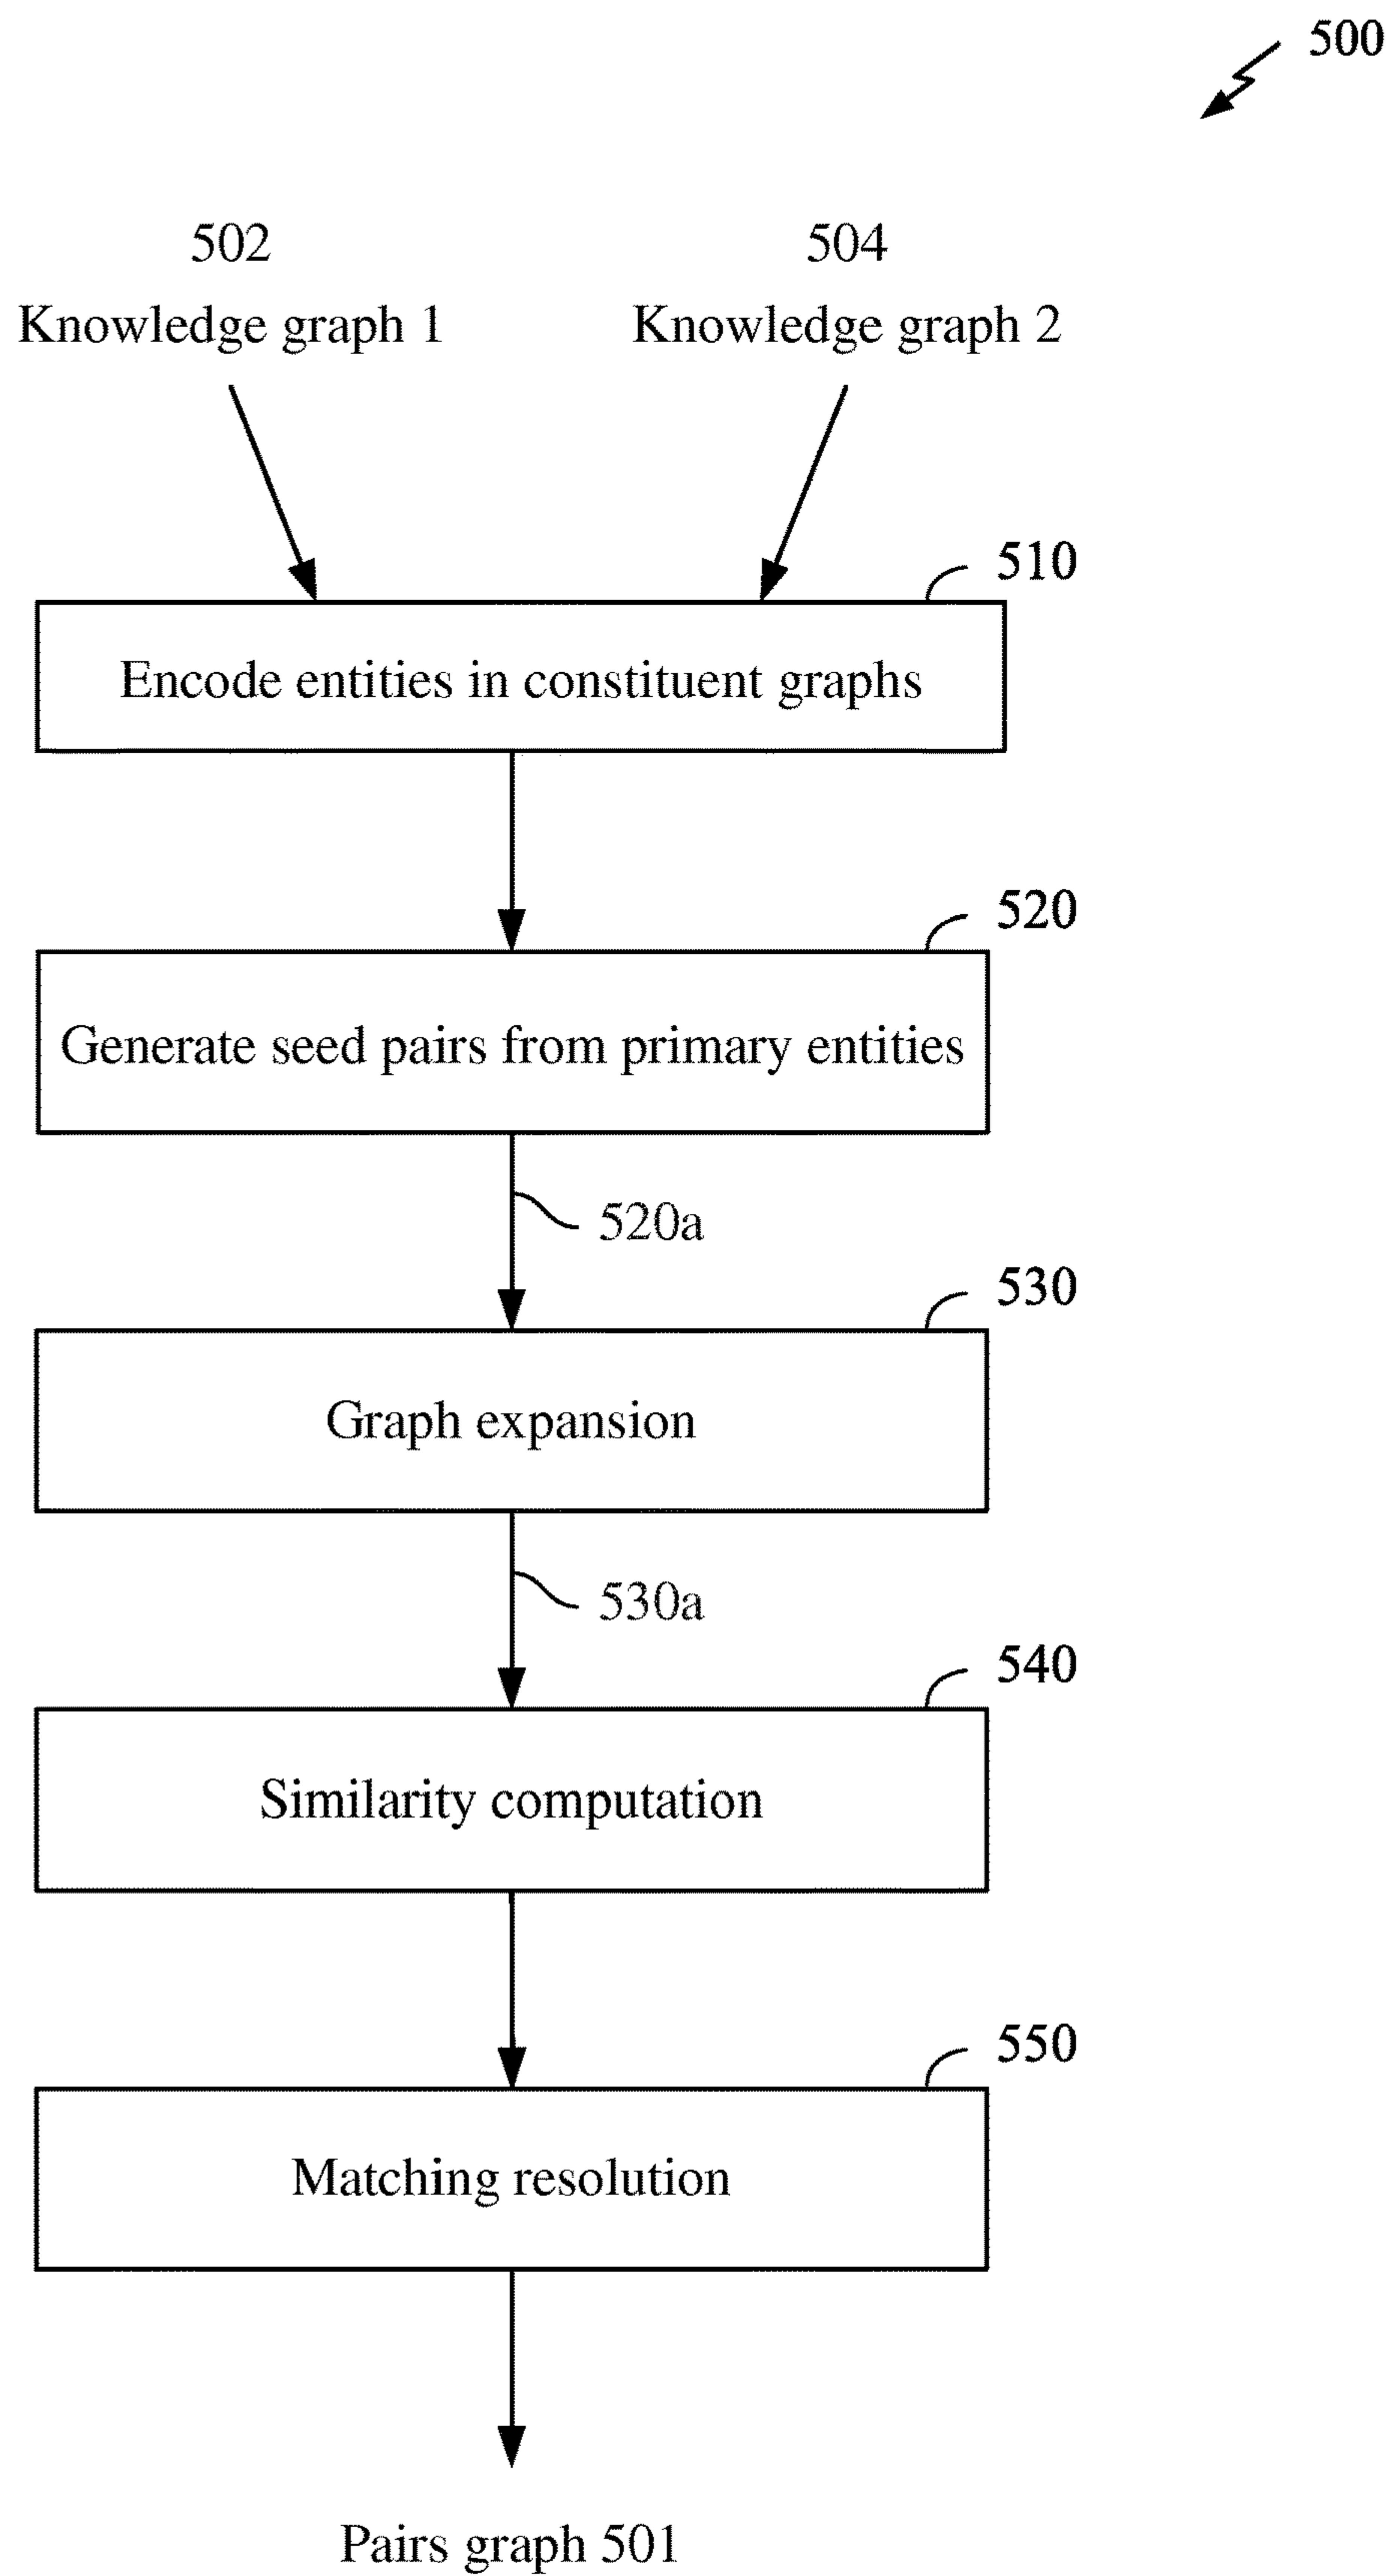 500
502
504
Knowledge graph 1
Knowledge graph 2
510
Encode entities in constituent graphs
520
Generate seed pairs from primary entities
520a
530
Graph expansion
530a
540
Similarity computation
550
Matching resolution
Pairs graph 501